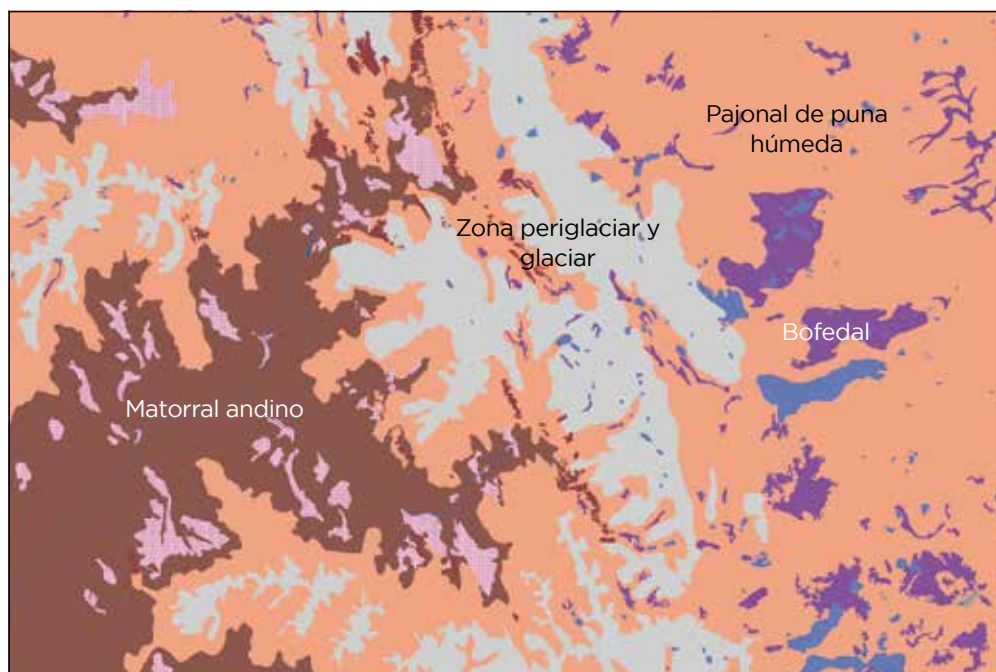 Pajonal de puna
húmeda
Zona periglaciar y
glaciar
Bofedal
Matorral andino